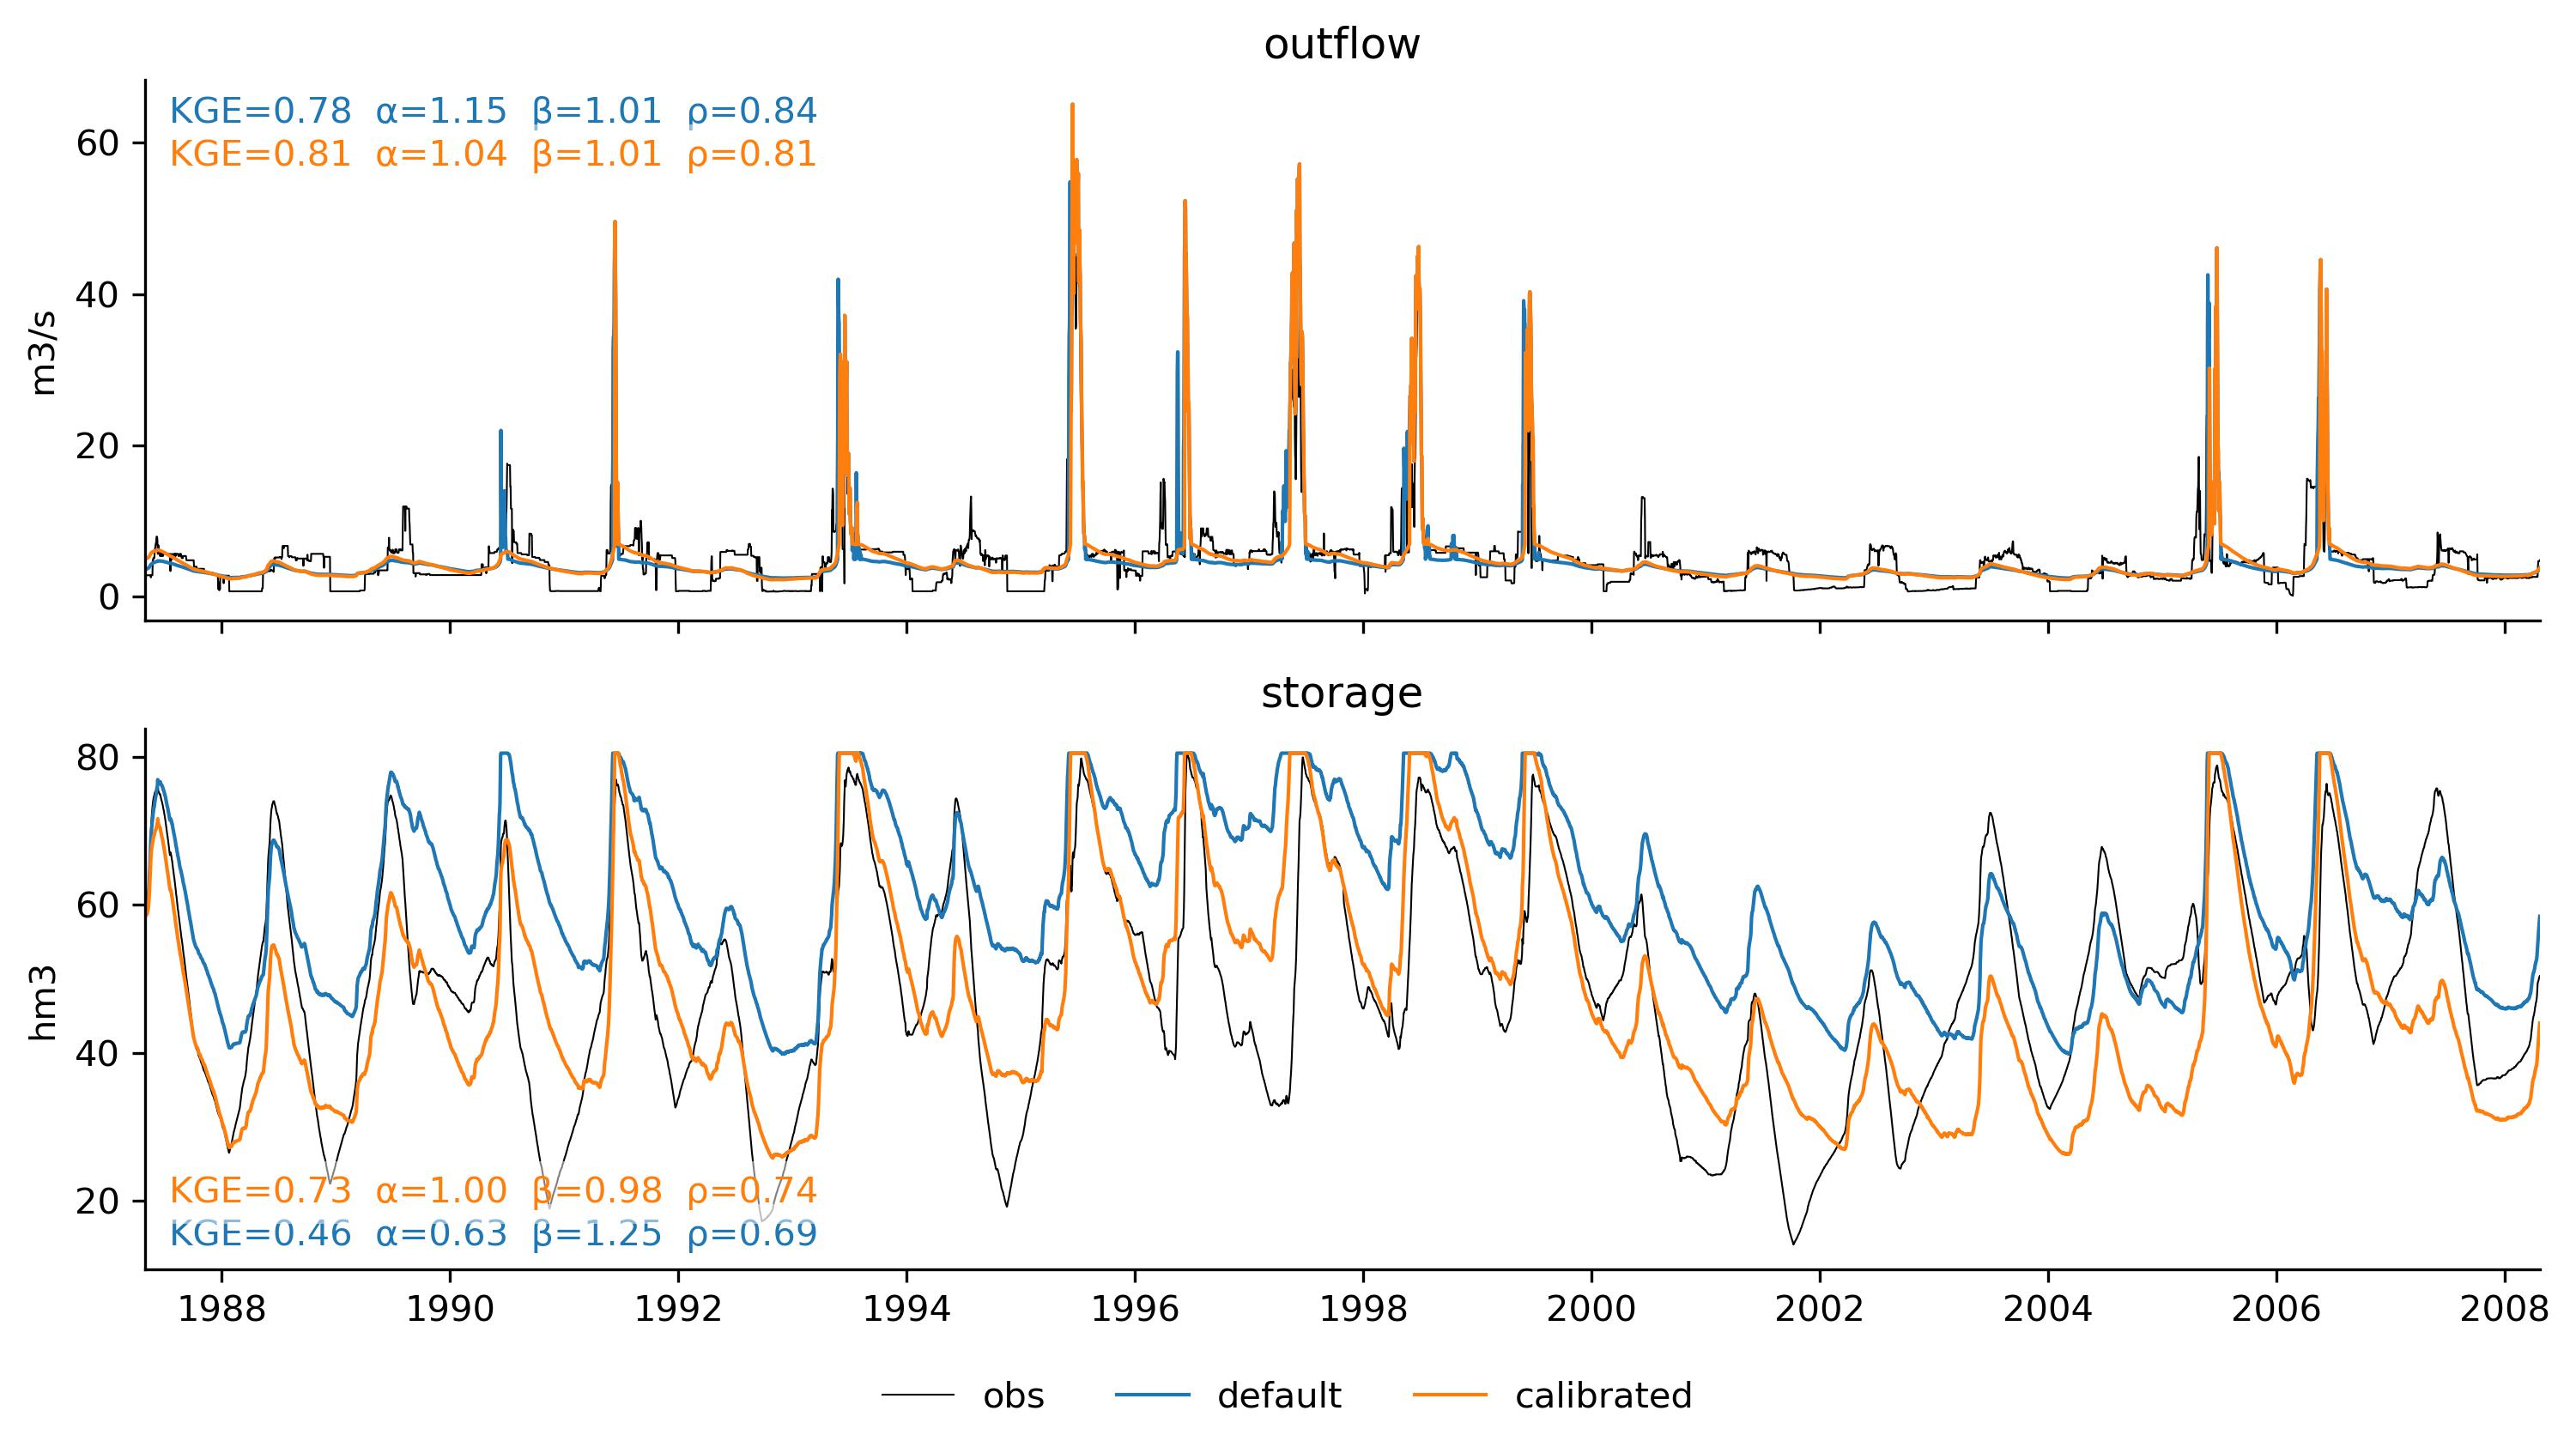 outflow
KGE=0.78 α=1.15 β=1.01 ρ=0.84
KGE=0.81 α=1.04 β=1.01 ρ=0.81
60
40
20
0
m3/s
storage
80
60
40
20
hm3
KGE=0.73 α=1.00 β=0.98 ρ=0.74
KGE=0.46 α=0.63 β=1.25 ρ=0.69
1988 1990 1992 1994 1996 1998 2000 2002 2004 2006 2008
obs default calibrated